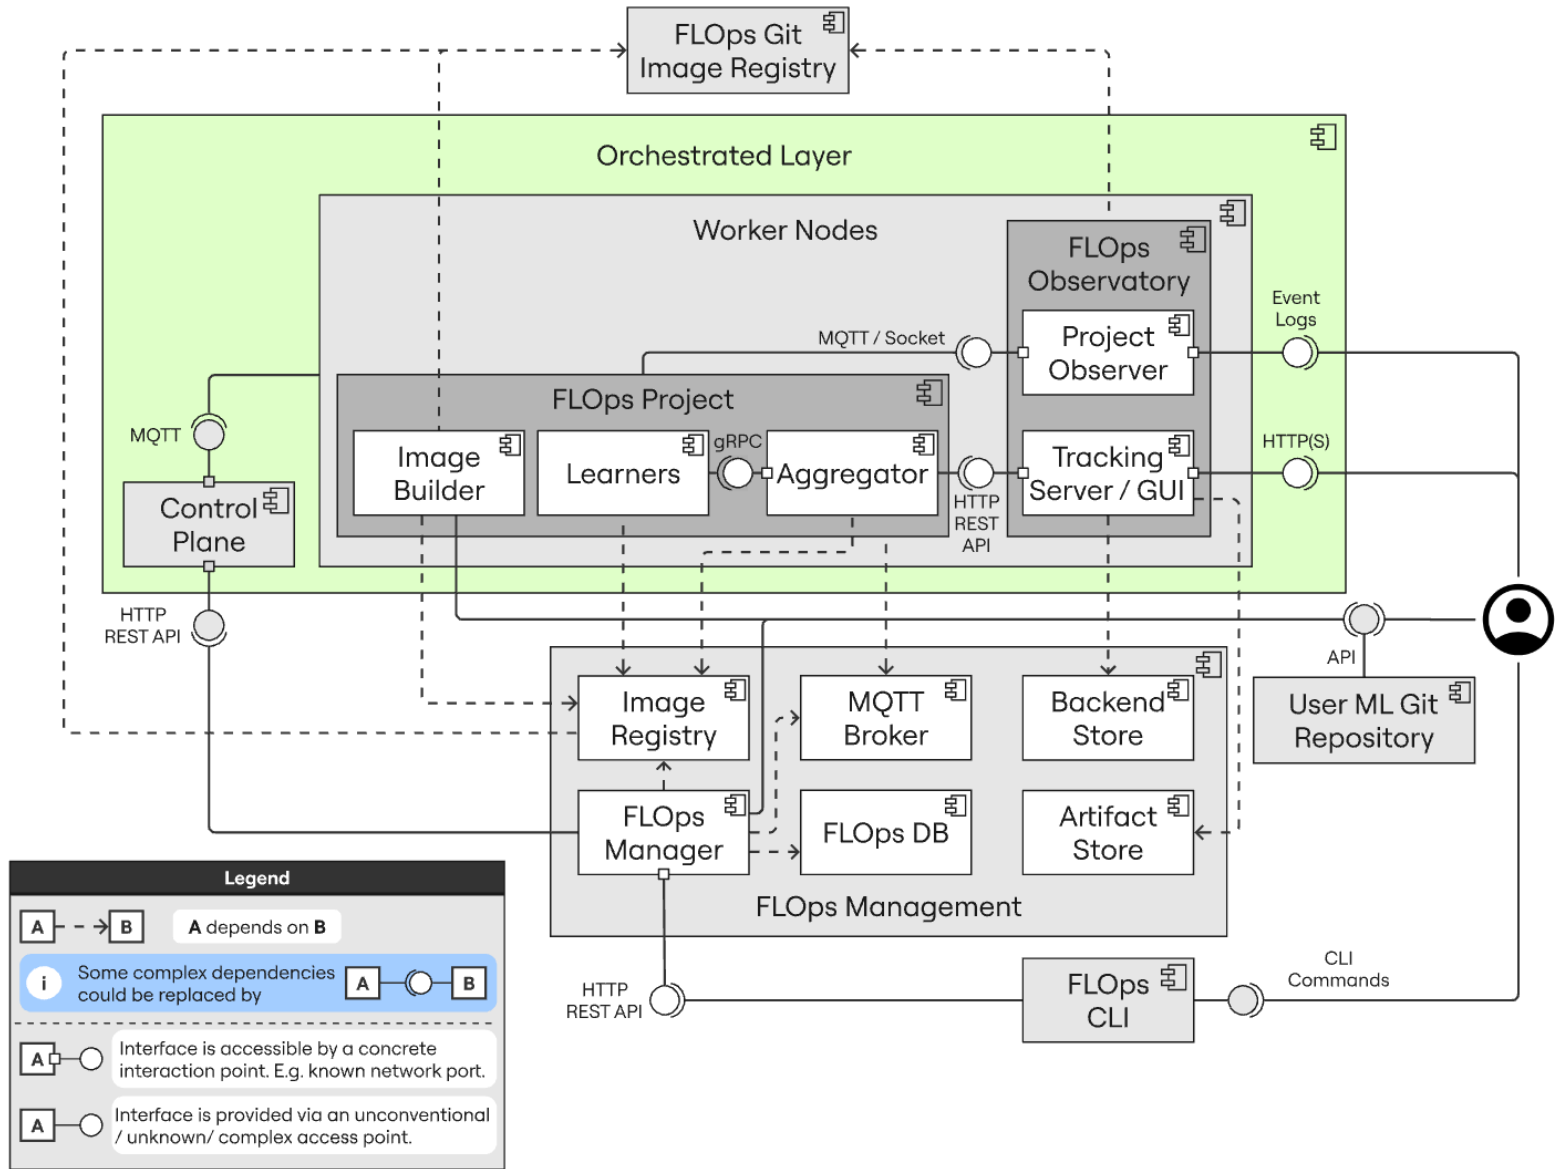 FLOps Git
Image Registry
Orchestrated Layer
Worker Nodes
FLOps
Observatory
Event
Logs
MQTT / Socket
Project
Observer
FLOps Project
MQTT
Image
Builder
Learners
gRPC
Aggregator
Tracking
Server / GUI
HTTP(S)
HTTP
REST
API
Control
Plane
HTTP
REST API
API
Image
Registry
MQTT
Broker
Backend
Store
User ML Git
Repository
FLOps
Manager
FLOps DB
Artifact
Store
FLOps Management
HTTP
REST API
FLOps
CLI
CLI
Commands
Legend
A
B
A depends on B
i
Some complex dependencies
could be replaced by
A
B
A
Interface is accessible by a concrete
interaction point. E.g. known network port.
A
Interface is provided via an unconventional
/ unknown/ complex access point.